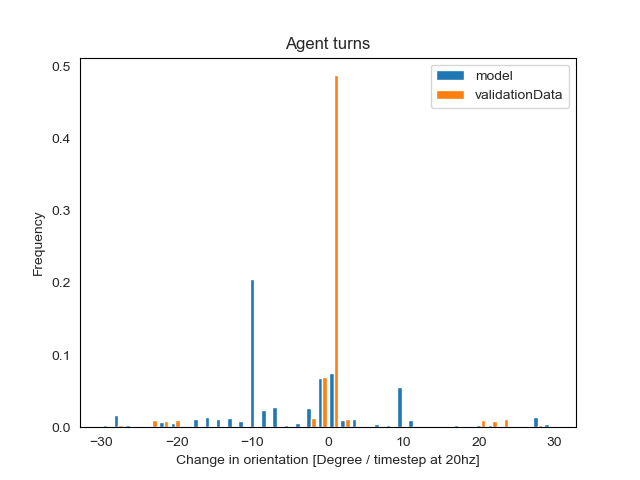 Agent turns
model
validationData
Frequency
0.5
0.4
0.3
0.2
0.1
0.0
−30 −20 −10 0 10 20 30
Change in orientation [Degree / timestep at 20hz]